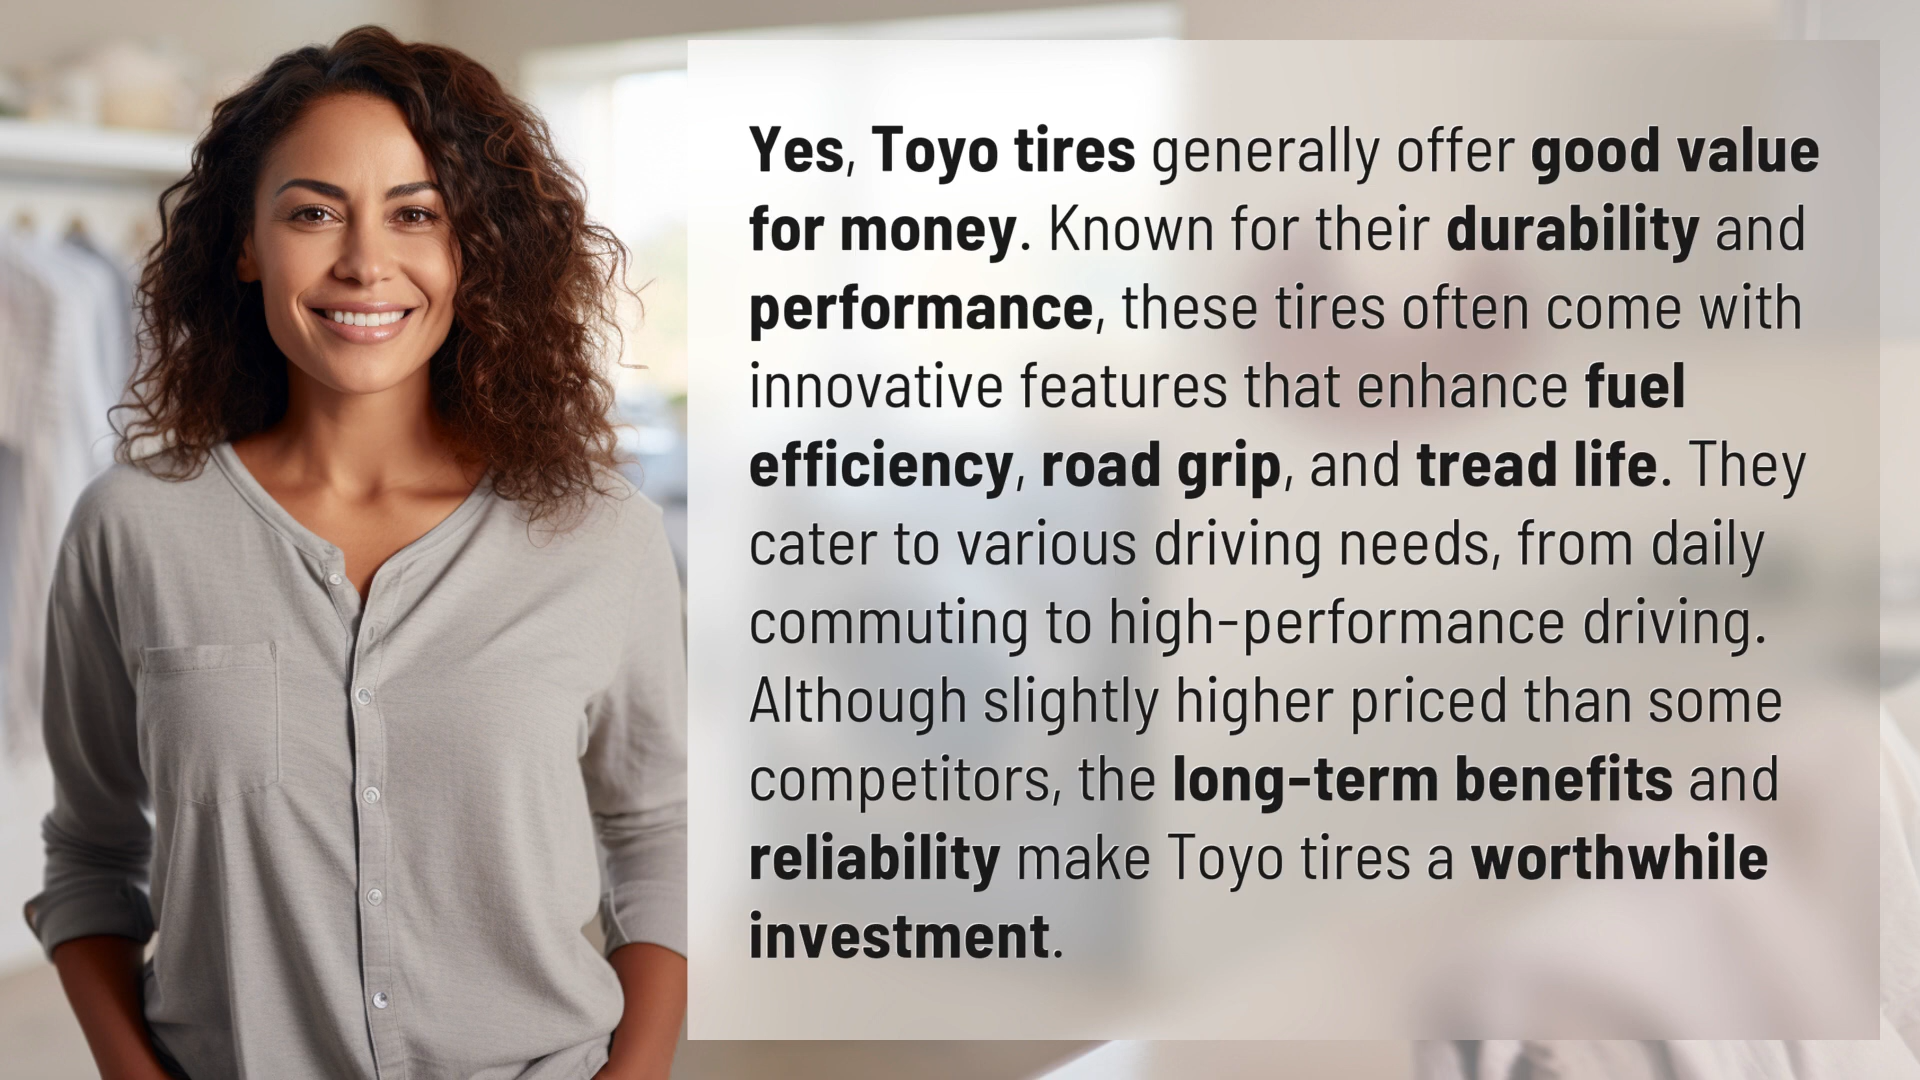 Yes, Toyo tires generally offer good value
for money. Known for their durability and
performance, these tires often come with
innovative features that enhance fuel
efficiency, road grip, and tread life. They
cater to various driving needs, from daily
commuting to high-performance driving.
Although slightly higher priced than some
competitors, the long-term benefits and
reliability make Toyo tires a worthwhile
investment.